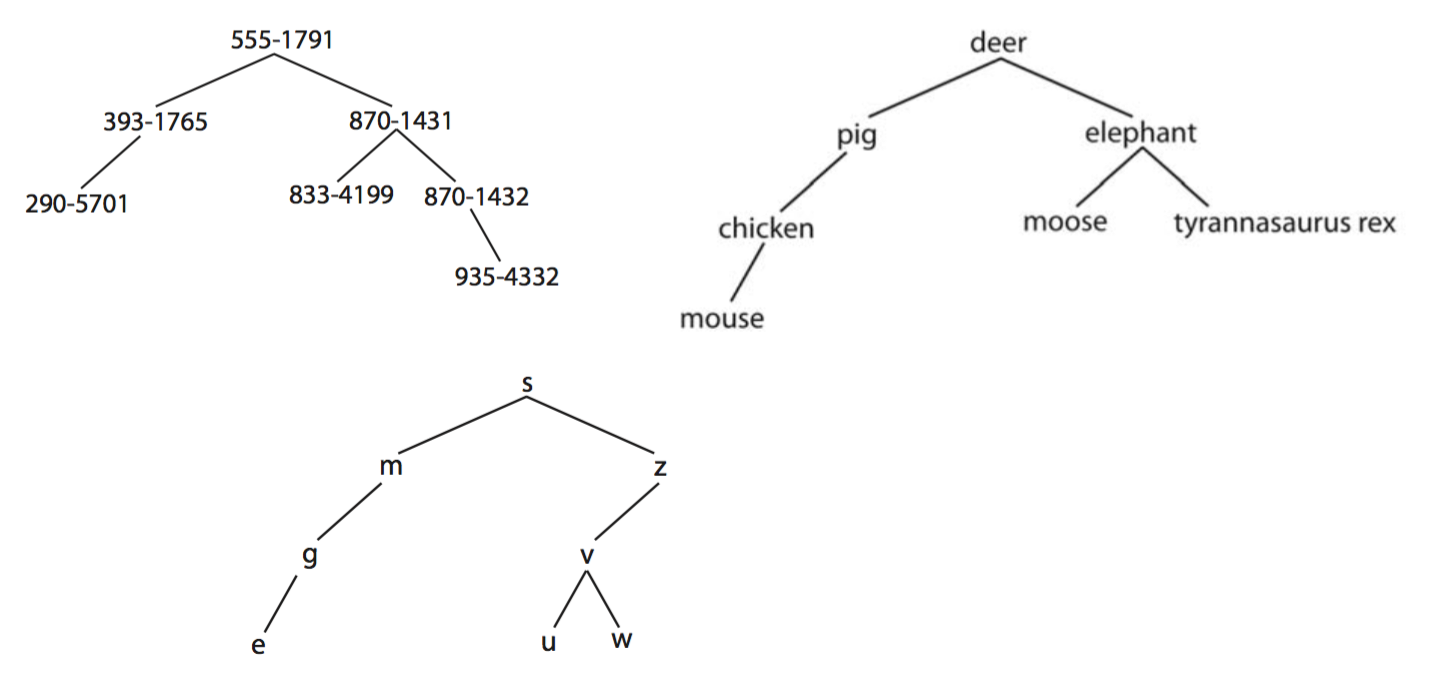 555-1791
393-1765 870-1431
290-5701 833-4199 870-1432
935-4332
deer
pig elephant
chicken moose tyrannasaurus rex
mouse
s
m z
g v
e u w